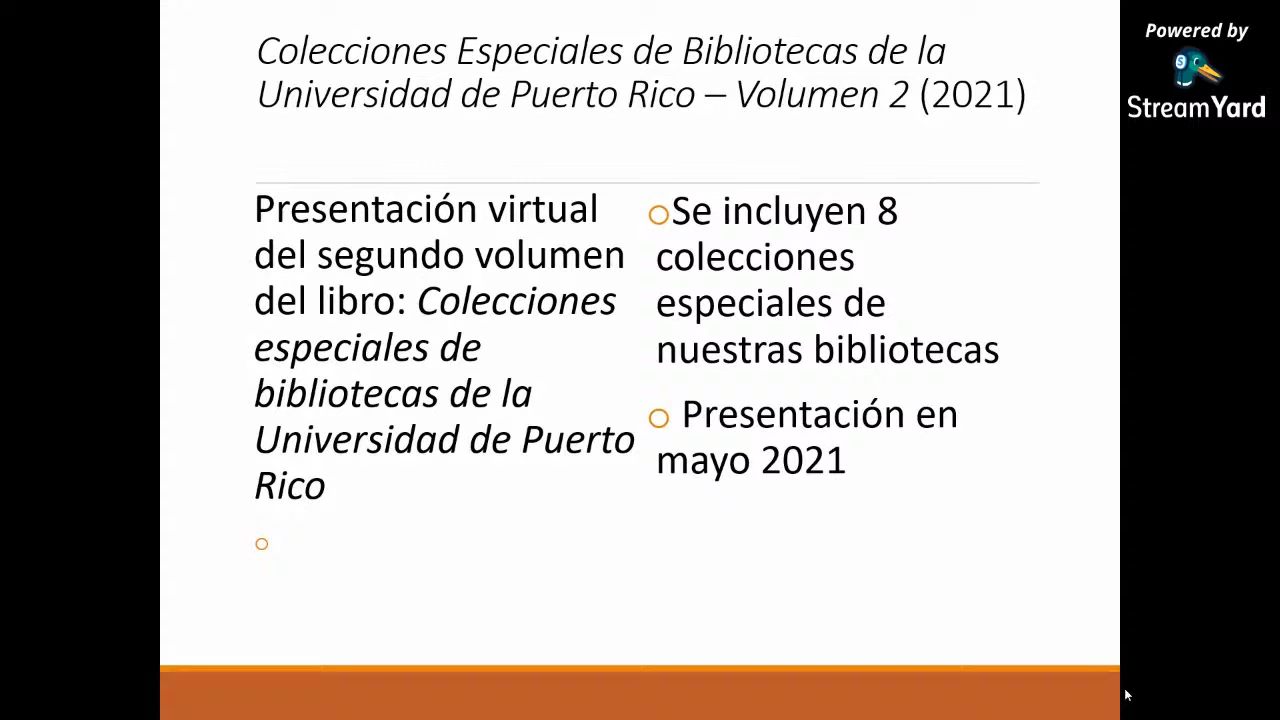 Colecciones Especiales de Bibliotecas de la
Universidad de Puerto Rico – Volumen 2 (2021)
Presentación virtual
del segundo volumen
del libro: Colecciones
especiales de
bibliotecas de la
Universidad de Puerto
Rico
Se incluyen 8
colecciones
especiales de
nuestras bibliotecas
Presentación en
mayo 2021
Powered by
StreamYard